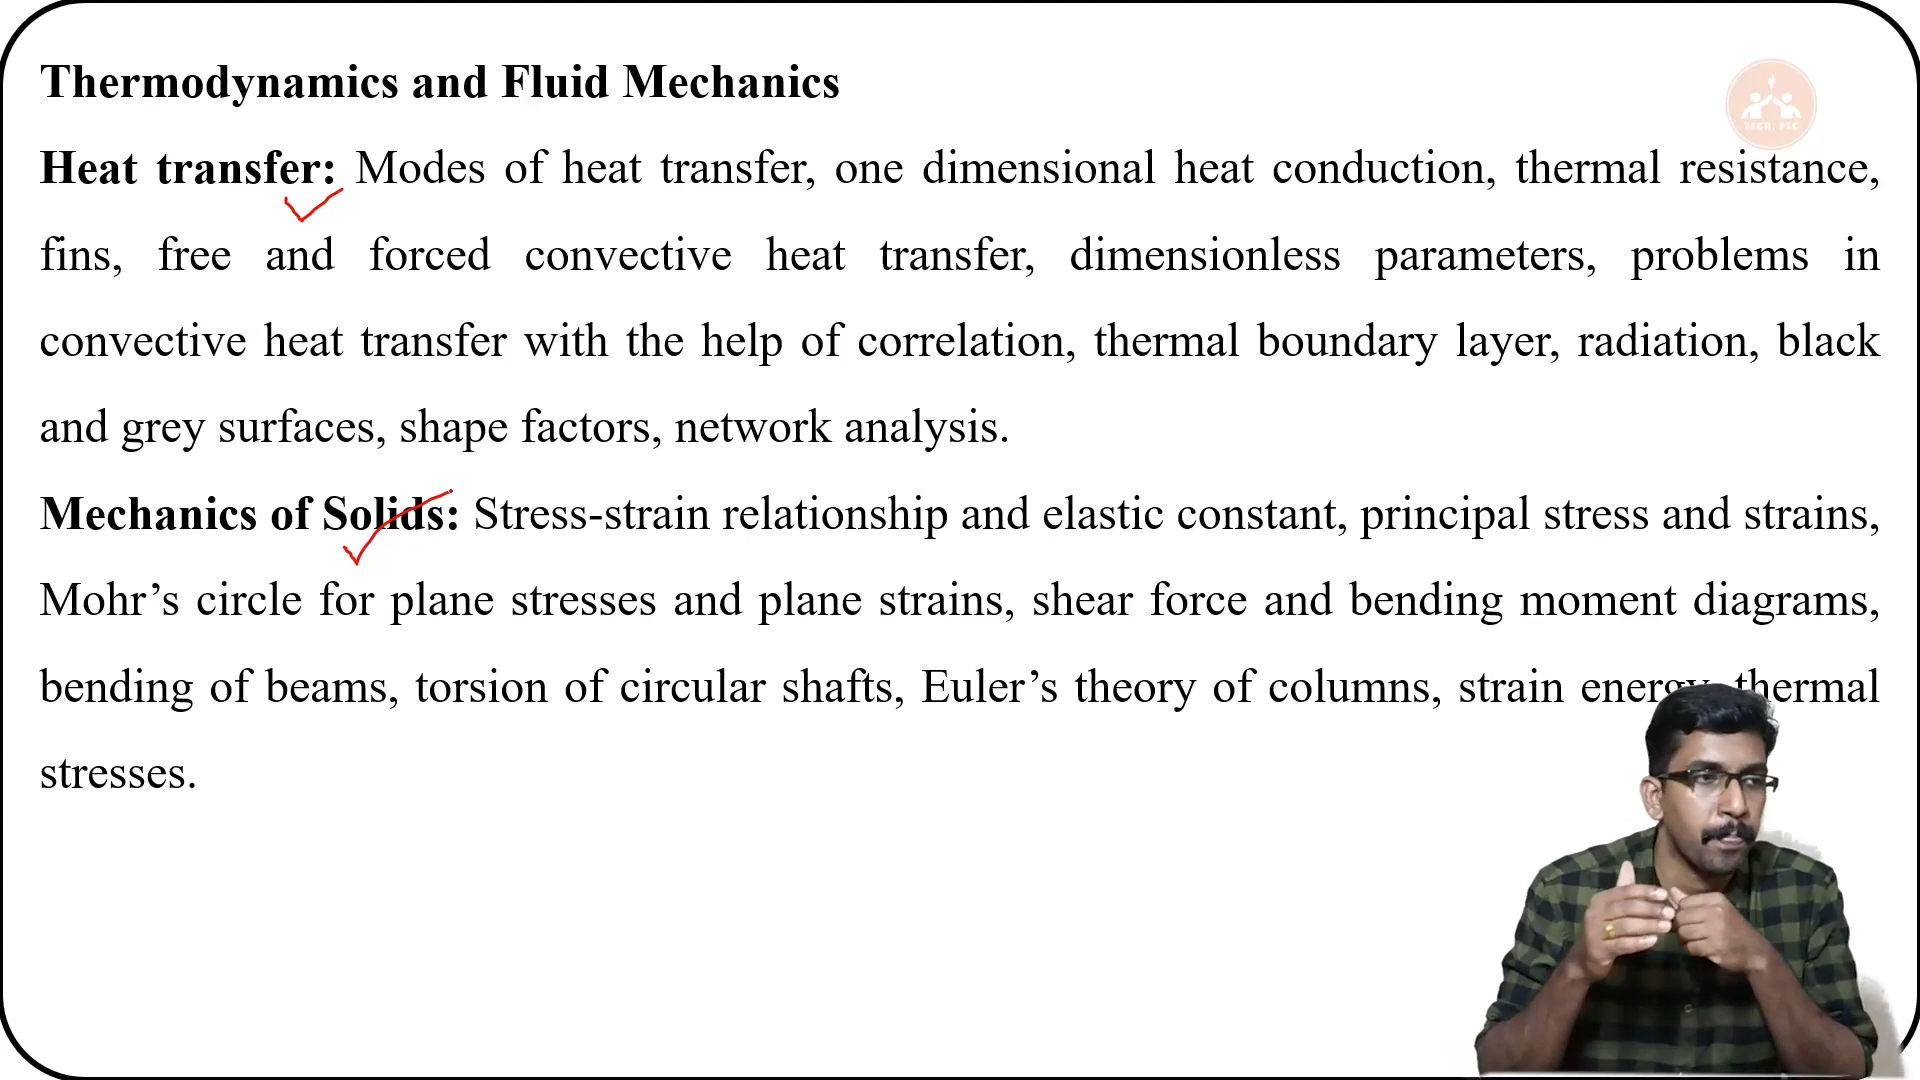 Thermodynamics and Fluid Mechanics
TECH. PSC
Heat transfer: Modes of heat transfer, one dimensional heat conduction, thermal resistance,
fins, free and forced convective heat transfer, dimensionless parameters, problems in
convective heat transfer with the help of correlation, thermal boundary layer, radiation, black
and grey surfaces, shape factors, network analysis.
Mechanics of Solids: Stress-strain relationship and elastic constant, principal stress and strains,
Mohr’s circle for plane stresses and plane strains, shear force and bending moment diagrams,
bending of beams, torsion of circular shafts, Euler’s theory of columns, strain energy, thermal
stresses.